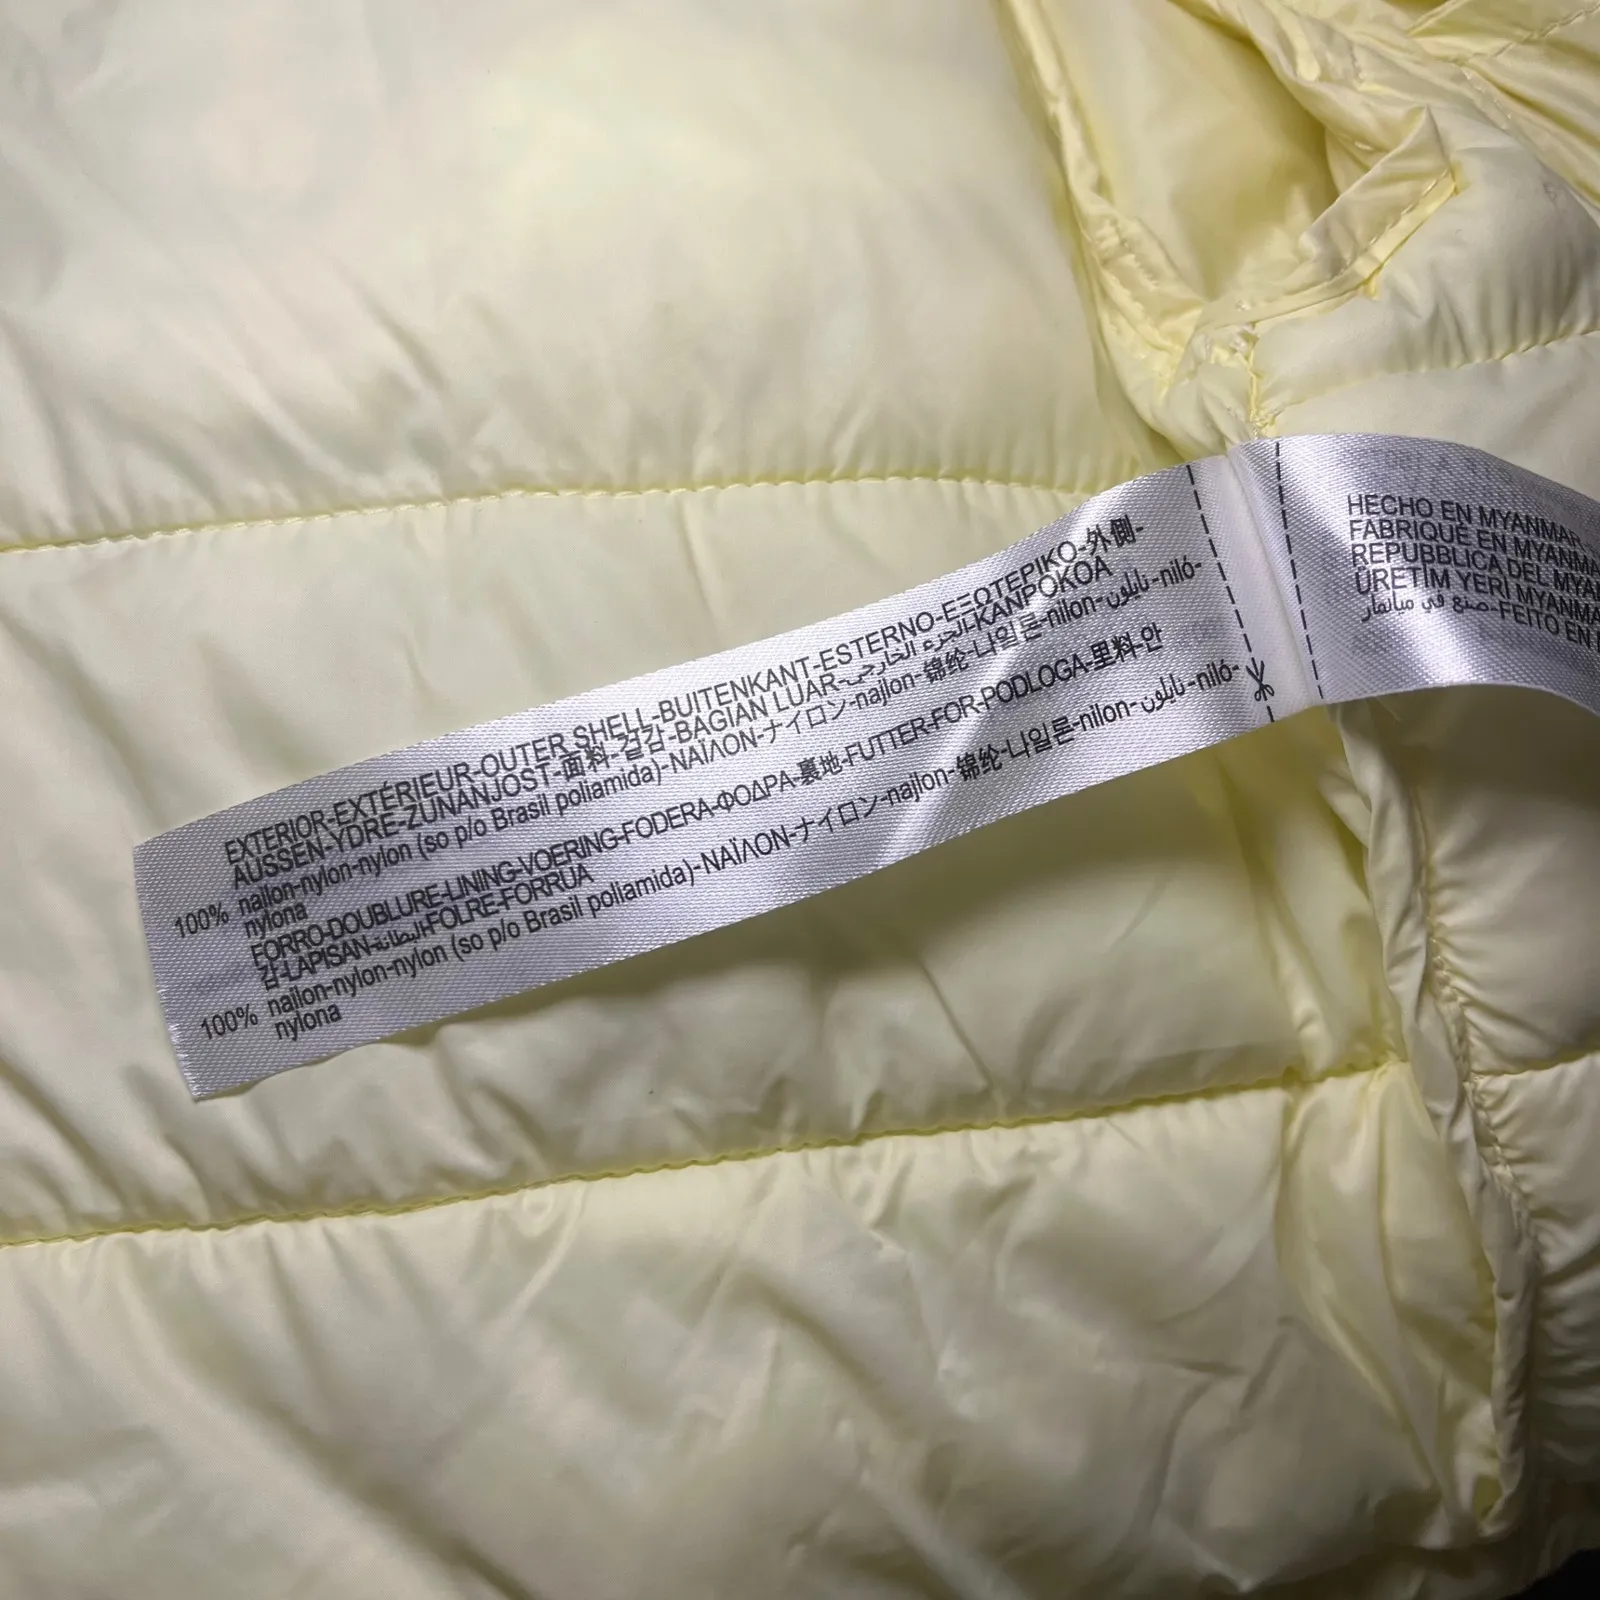 EXTERIOR-EXTÉRIEUR-OUTER SHELL-BUITENKANT-ESTERNO-ΕΞΩΤΕΡΙΚΟ-外側-
AUSSEN-YDRE-ZUNANJOST-面料-겉감-BAGIAN LUAR-الجزء الخارجي-KANPOKOA
100% nailon-nylon-nylon (so p/o Brasil poliamida)-ΝΑΪΛΟΝ-ナイロン-najlon-锦纶-나일론-nilon-نايلون-niló-
nylona
FORRO-DOUBLURE-LINING-VOERING-FODERA-ΦΟΔΡΑ-裏地-FUTTER-FOR-PODLOGA-里料-안
감-LAPISAN-البطانة-FOLRE-FORRUA
100% nailon-nylon-nylon (so p/o Brasil poliamida)-ΝΑΪΛΟΝ-ナイロン-najlon-锦纶-나일론-nilon-نايلون-niló-
nylona
HECHO EN MYANMAR-
FABRIQUÉ EN MYANMA
REPUBBLICA DEL MYAN
ÜRETİM YERİ MYANMA
صنع في ميانمار-FEITO EN